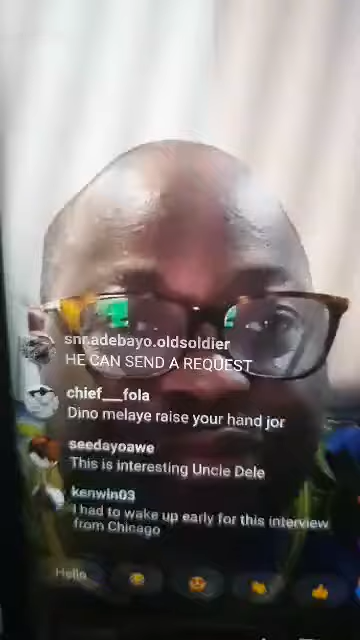 snr.adebayo.oldsoldier
HE CAN SEND A REQUEST
chief__fola
Dino melaye raise your hand jor
seedayoawe
This is interesting Uncle Dele
kenwin03
I had to wake up early for this interview
from Chicago
Hello